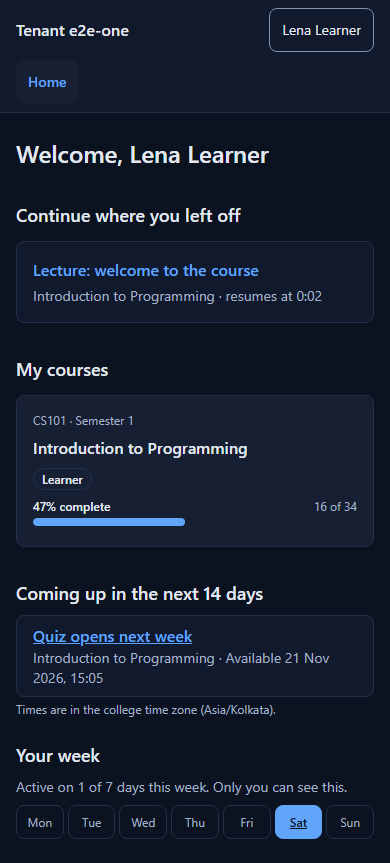 Tenant e2e-one
Lena Learner
Home
Welcome, Lena Learner
Continue where you left off
Lecture: welcome to the course
Introduction to Programming · resumes at 0:02
My courses
CS101 · Semester 1
Introduction to Programming
Learner
47% complete
16 of 34
Coming up in the next 14 days
Quiz opens next week
Introduction to Programming · Available 21 Nov
2026, 15:05
Times are in the college time zone (Asia/Kolkata).
Your week
Active on 1 of 7 days this week. Only you can see this.
Mon Tue Wed Thu Fri Sat Sun